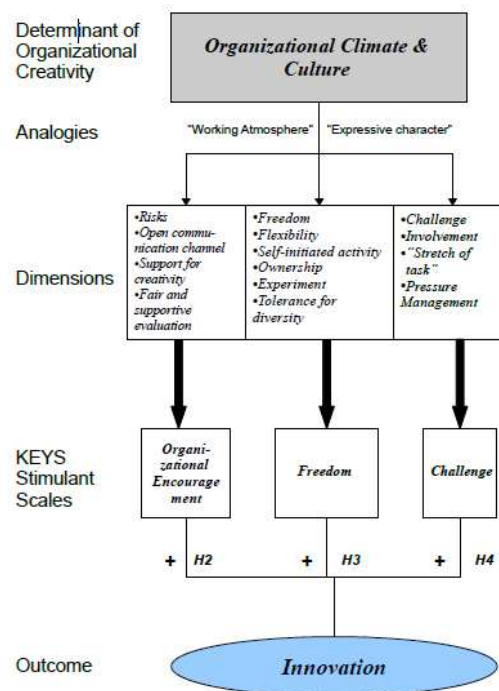 Determinant of
Organizational
Creativity
Organizational Climate &
Culture
Analogies
"Working Atmosphere"
"Expressive character"
Dimensions
•Risks
•Open commu-
nication channel
•Support for
creativity
•Fair and
supportive
evaluation
•Freedom
•Flexibility
•Self-initiated activity
•Ownership
•Experiment
•Tolerance for
diversity
•Challenge
•Involvement
•"Stretch of
task"
•Pressure
Management
KEYS
Stimulant
Scales
Organi-
zational
Encourage
ment
Freedom
Challenge
+ H2
+ H3
+ H4
Outcome
Innovation